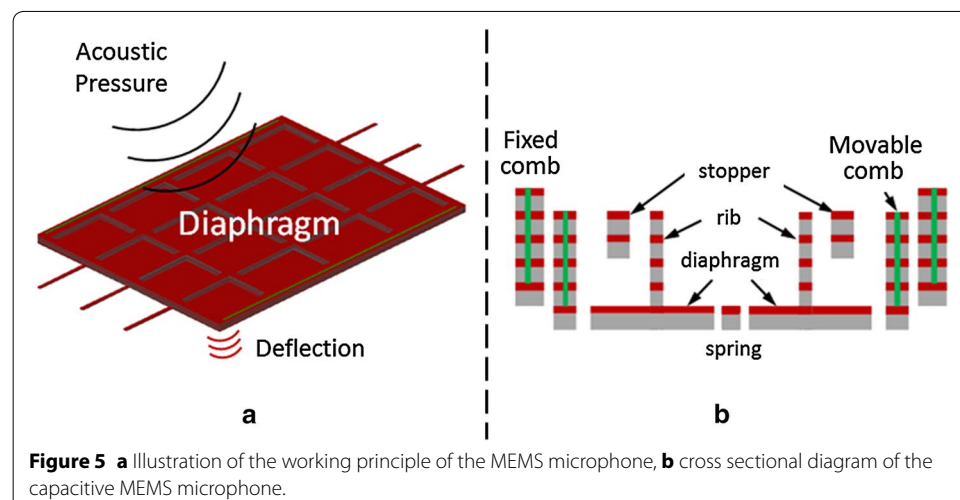 Acoustic
Pressure
Diaphragm
Deflection
a
Fixed
comb
stopper
Movable
comb
rib
diaphragm
spring
b
Figure 5 a Illustration of the working principle of the MEMS microphone, b cross sectional diagram of the
capacitive MEMS microphone.